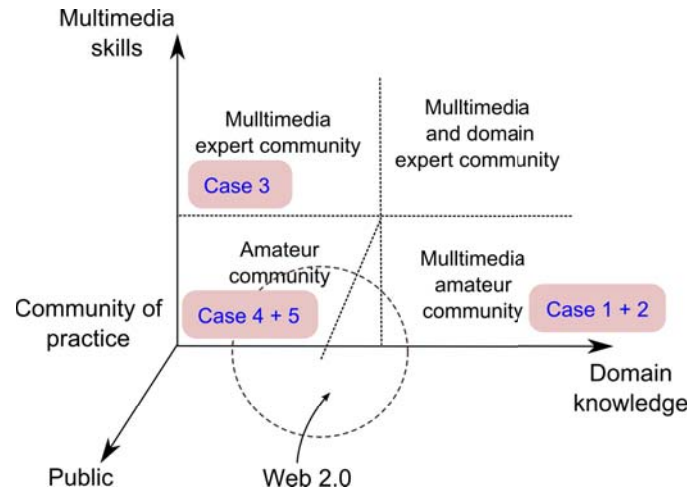 Multimedia
skills
Mulltimedia
expert community
Mulltimedia
and domain
expert community
Case 3
Amateur
community
Mulltimedia
amateur
community
Community of
practice
Case 4 + 5
Case 1 + 2
Domain
knowledge
Public
Web 2.0